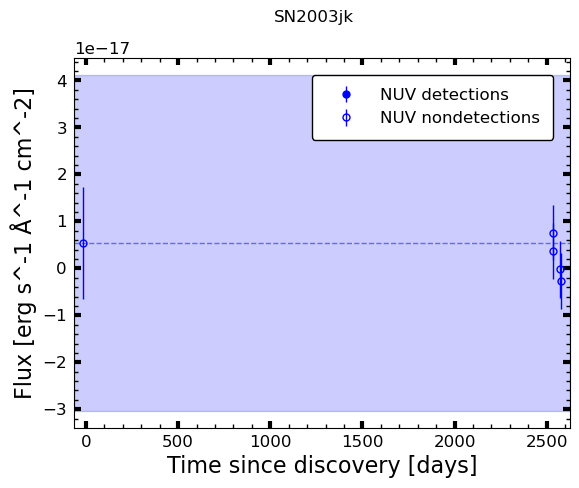 SN2003jk
1e−17
NUV detections
NUV nondetections
4
3
2
1
0
−1
−2
−3
Flux [erg s^-1 Å^-1 cm^-2]
0 500 1000 1500 2000 2500
Time since discovery [days]